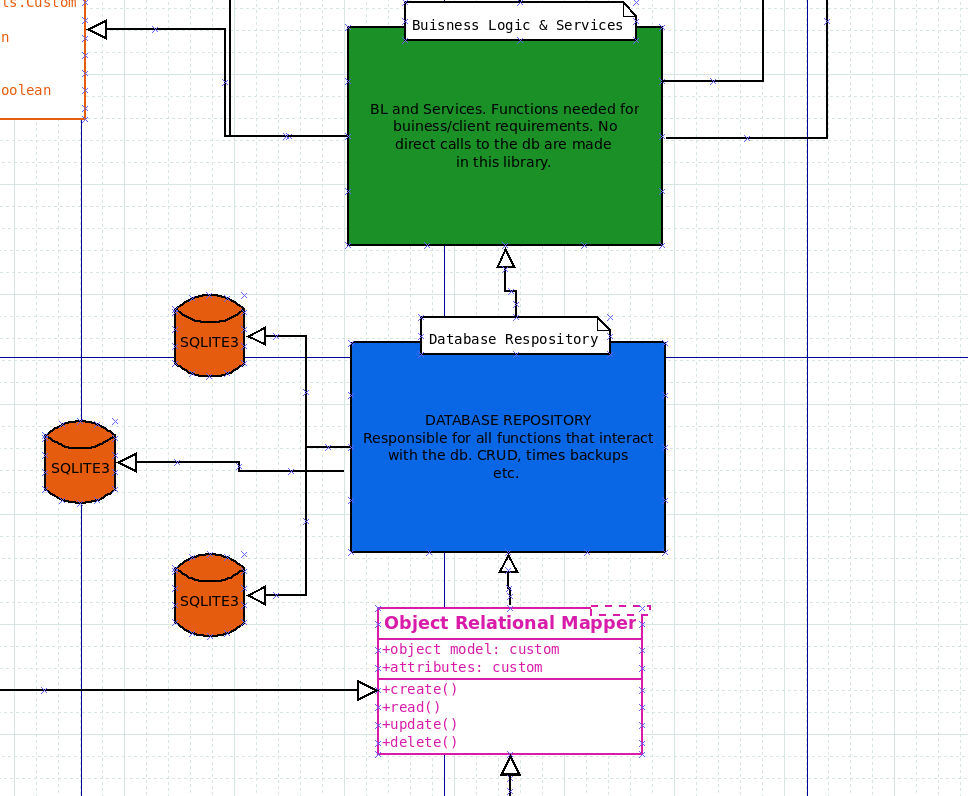 ls.Custom
n
oolean
Buisness Logic & Services
BL and Services. Functions needed for
buiness/client requirements. No
direct calls to the db are made
in this library.
Database Respository
DATABASE REPOSITORY
Responsible for all functions that interact
with the db. CRUD, times backups
etc.
SQLITE3
SQLITE3
SQLITE3
Object Relational Mapper
+object model: custom
+attributes: custom
+create()
+read()
+update()
+delete()